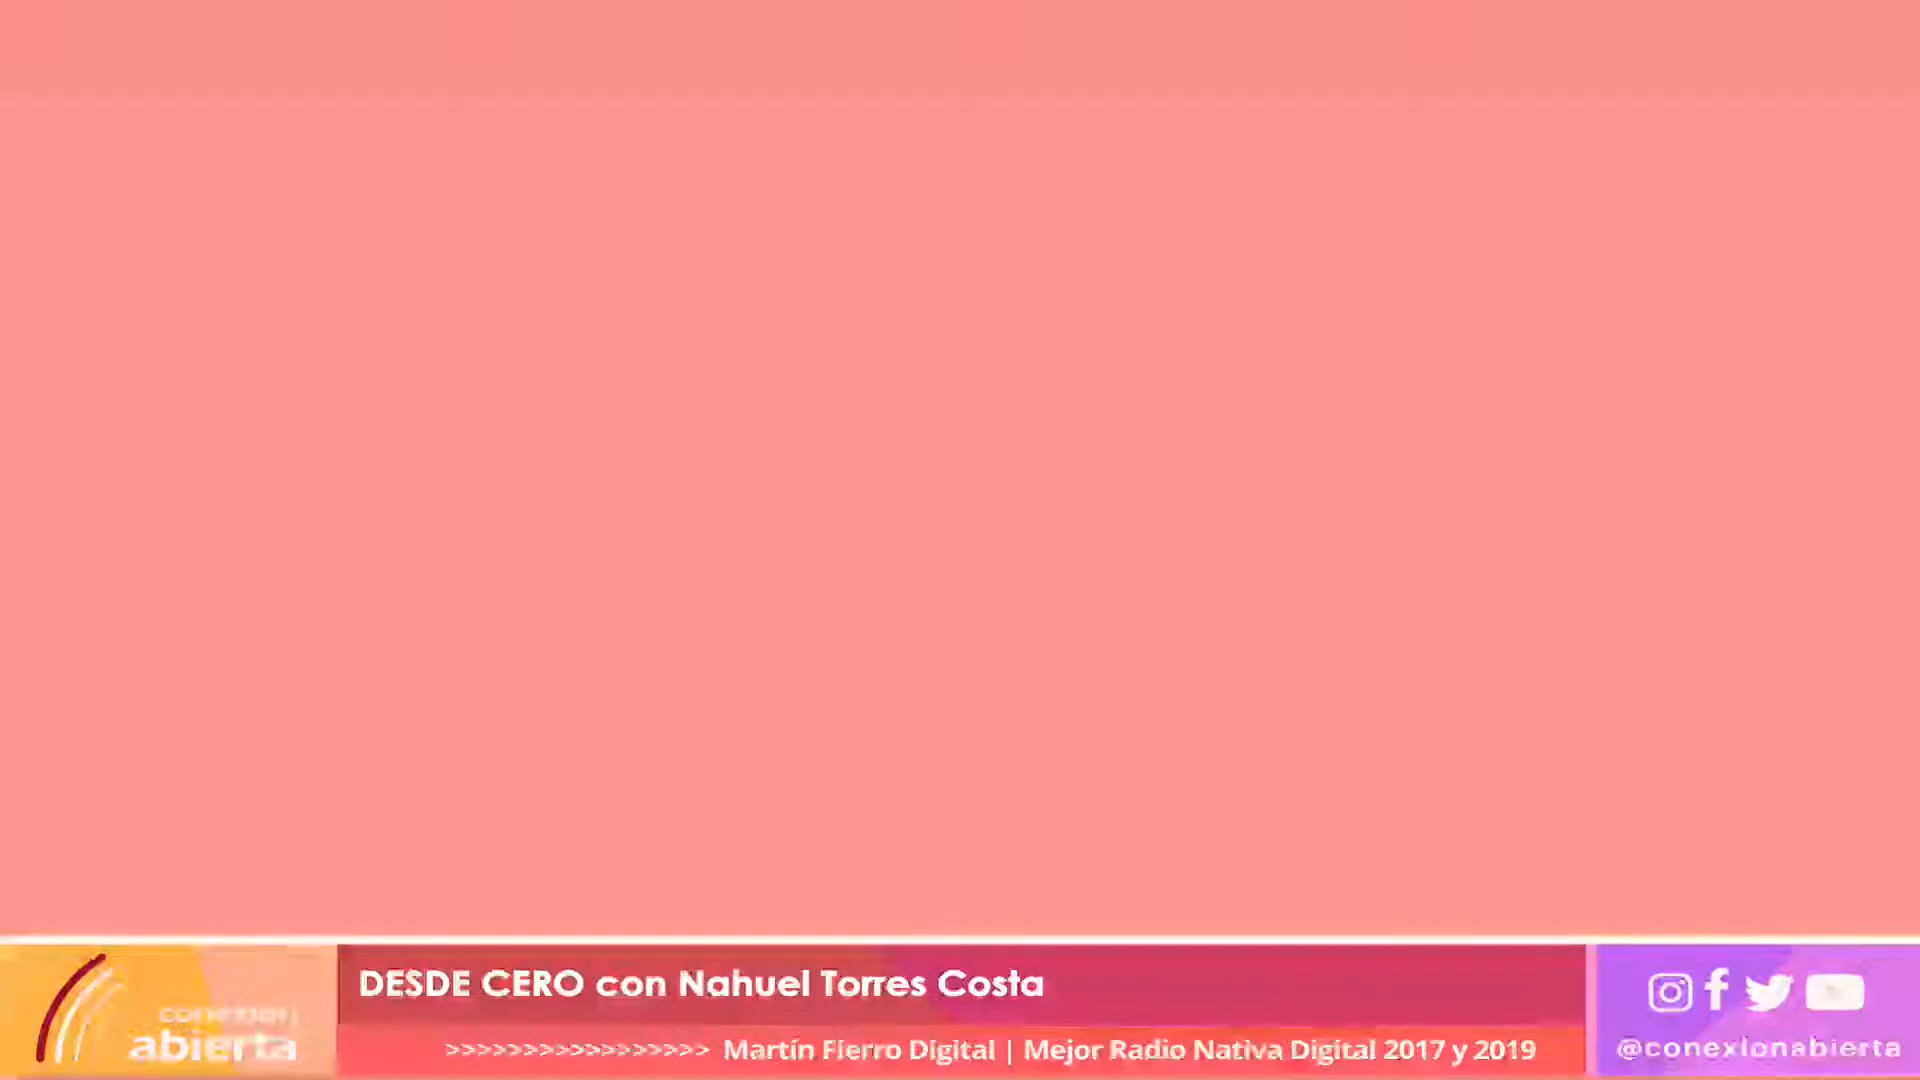 DESDE CERO con Nahuel Torres Costa
conexión
abierta
>>>>>>>>>>>>>>>>> Martín Fierro Digital | Mejor Radio Nativa Digital 2017 y 2019
@conexionabierta